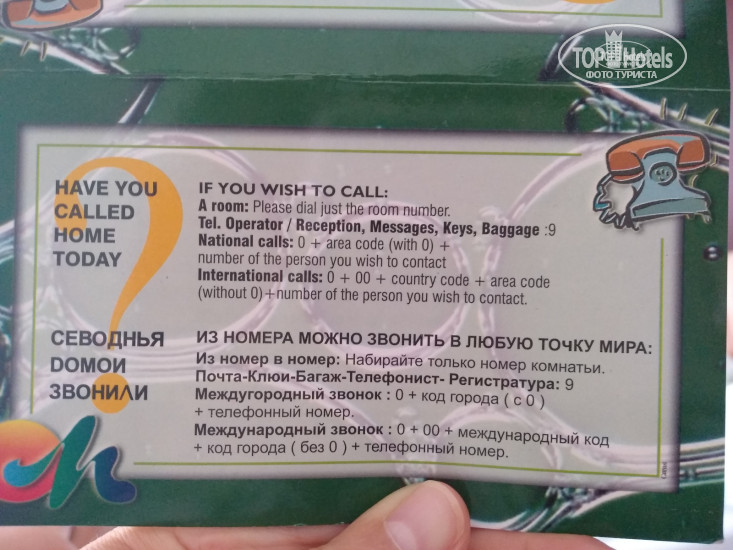 TOP Hotels
ФОТО ТУРИСТА
HAVE YOU
CALLED
HOME
TODAY
?
IF YOU WISH TO CALL:
A room: Please dial just the room number.
Tel. Operator / Reception, Messages, Keys, Baggage :9
National calls: 0 + area code (with 0) +
number of the person you wish to contact
International calls: 0 + 00 + country code + area code
(without 0)+number of the person you wish to contact.
СЕВОДНЬЯ
DОМОИ
ЗВОНИЛИ
ИЗ НОМЕРА МОЖНО ЗВОНИТЬ В ЛЮБУЮ ТОЧКУ МИРА:
Из номер в номер: Набирайте только номер комнатьи.
Почта-Клюи-Багаж-Телефонист- Регистратура: 9
Междугородный звонок : 0 + код города ( с 0 )
+ телефонный номер.
Международный звонок : 0 + 00 + международный код
+ код города ( без 0 ) + телефонный номер.